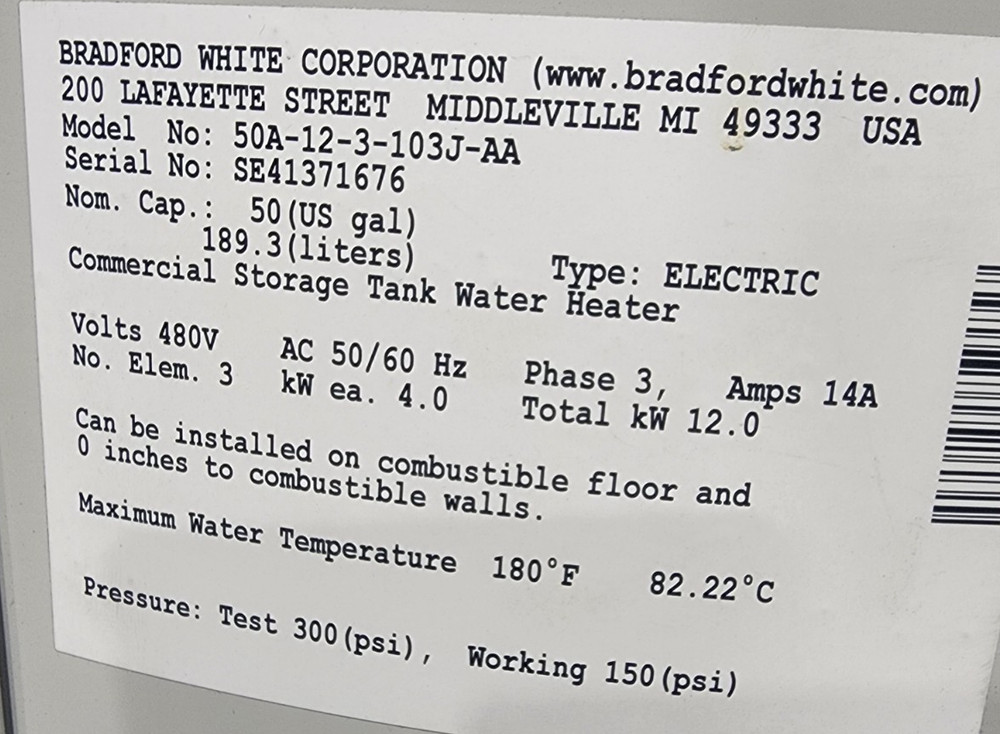 BRADFORD WHITE CORPORATION (www.bradfordwhite.com)
200 LAFAYETTE STREET MIDDLEVILLE MI 49333 USA
Model No: 50A-12-3-103J-AA
Serial No: SE41371676
Nom. Cap.: 50(US gal)
189.3(liters) Type: ELECTRIC
Commercial Storage Tank Water Heater
Volts 480V AC 50/60 Hz Phase 3, Amps 14A
No. Elem. 3 kW ea. 4.0 Total kW 12.0
Can be installed on combustible floor and
0 inches to combustible walls.
Maximum Water Temperature 180°F 82.22°C
Pressure: Test 300(psi), Working 150(psi)